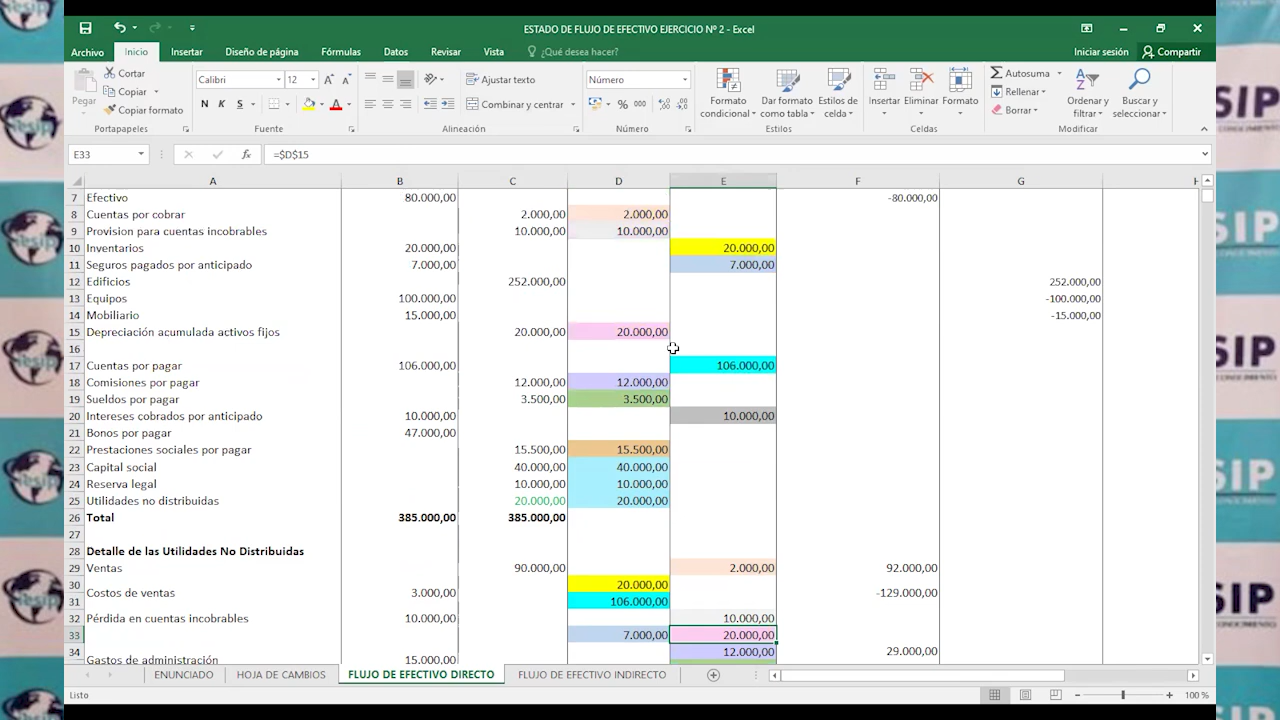 ESTADO DE FLUJO DE EFECTIVO EJERCICIO Nº 2 - Excel
Archivo Inicio Insertar Diseño de página Fórmulas Datos Revisar Vista ¿Qué desea hacer? Iniciar sesión Compartir
Pegar Cortar Copiar Copiar formato
Calibri 12 N K S
Ajustar texto Combinar y centrar
Número % 000
Formato condicional Dar formato como tabla Estilos de celda
Insertar Eliminar Formato
Autosuma Rellenar Borrar Ordenar y filtrar Buscar y seleccionar
Portapapeles Fuente Alineación Número Estilos Celdas Modificar
E33 fx =$D$15
A B C D E F G H
7 Efectivo 80.000,00 -80.000,00
8 Cuentas por cobrar 2.000,00 2.000,00
9 Provision para cuentas incobrables 10.000,00 10.000,00
10 Inventarios 20.000,00 20.000,00
11 Seguros pagados por anticipado 7.000,00 7.000,00
12 Edificios 252.000,00 252.000,00
13 Equipos 100.000,00 -100.000,00
14 Mobiliario 15.000,00 -15.000,00
15 Depreciación acumulada activos fijos 20.000,00 20.000,00
16
17 Cuentas por pagar 106.000,00 106.000,00
18 Comisiones por pagar 12.000,00 12.000,00
19 Sueldos por pagar 3.500,00 3.500,00
20 Intereses cobrados por anticipado 10.000,00 10.000,00
21 Bonos por pagar 47.000,00
22 Prestaciones sociales por pagar 15.500,00 15.500,00
23 Capital social 40.000,00 40.000,00
24 Reserva legal 10.000,00 10.000,00
25 Utilidades no distribuidas 20.000,00 20.000,00
26 Total 385.000,00 385.000,00
27
28 Detalle de las Utilidades No Distribuidas
29 Ventas 90.000,00 2.000,00 92.000,00
30 20.000,00
Costos de ventas 3.000,00 -129.000,00
31 106.000,00
32 Pérdida en cuentas incobrables 10.000,00 10.000,00
33 7.000,00 20.000,00
34 12.000,00 29.000,00
Gastos de administración 15.000,00
ENUNCIADO HOJA DE CAMBIOS FLUJO DE EFECTIVO DIRECTO FLUJO DE EFECTIVO INDIRECTO
Listo 100 %
SIP
SIP
SIP